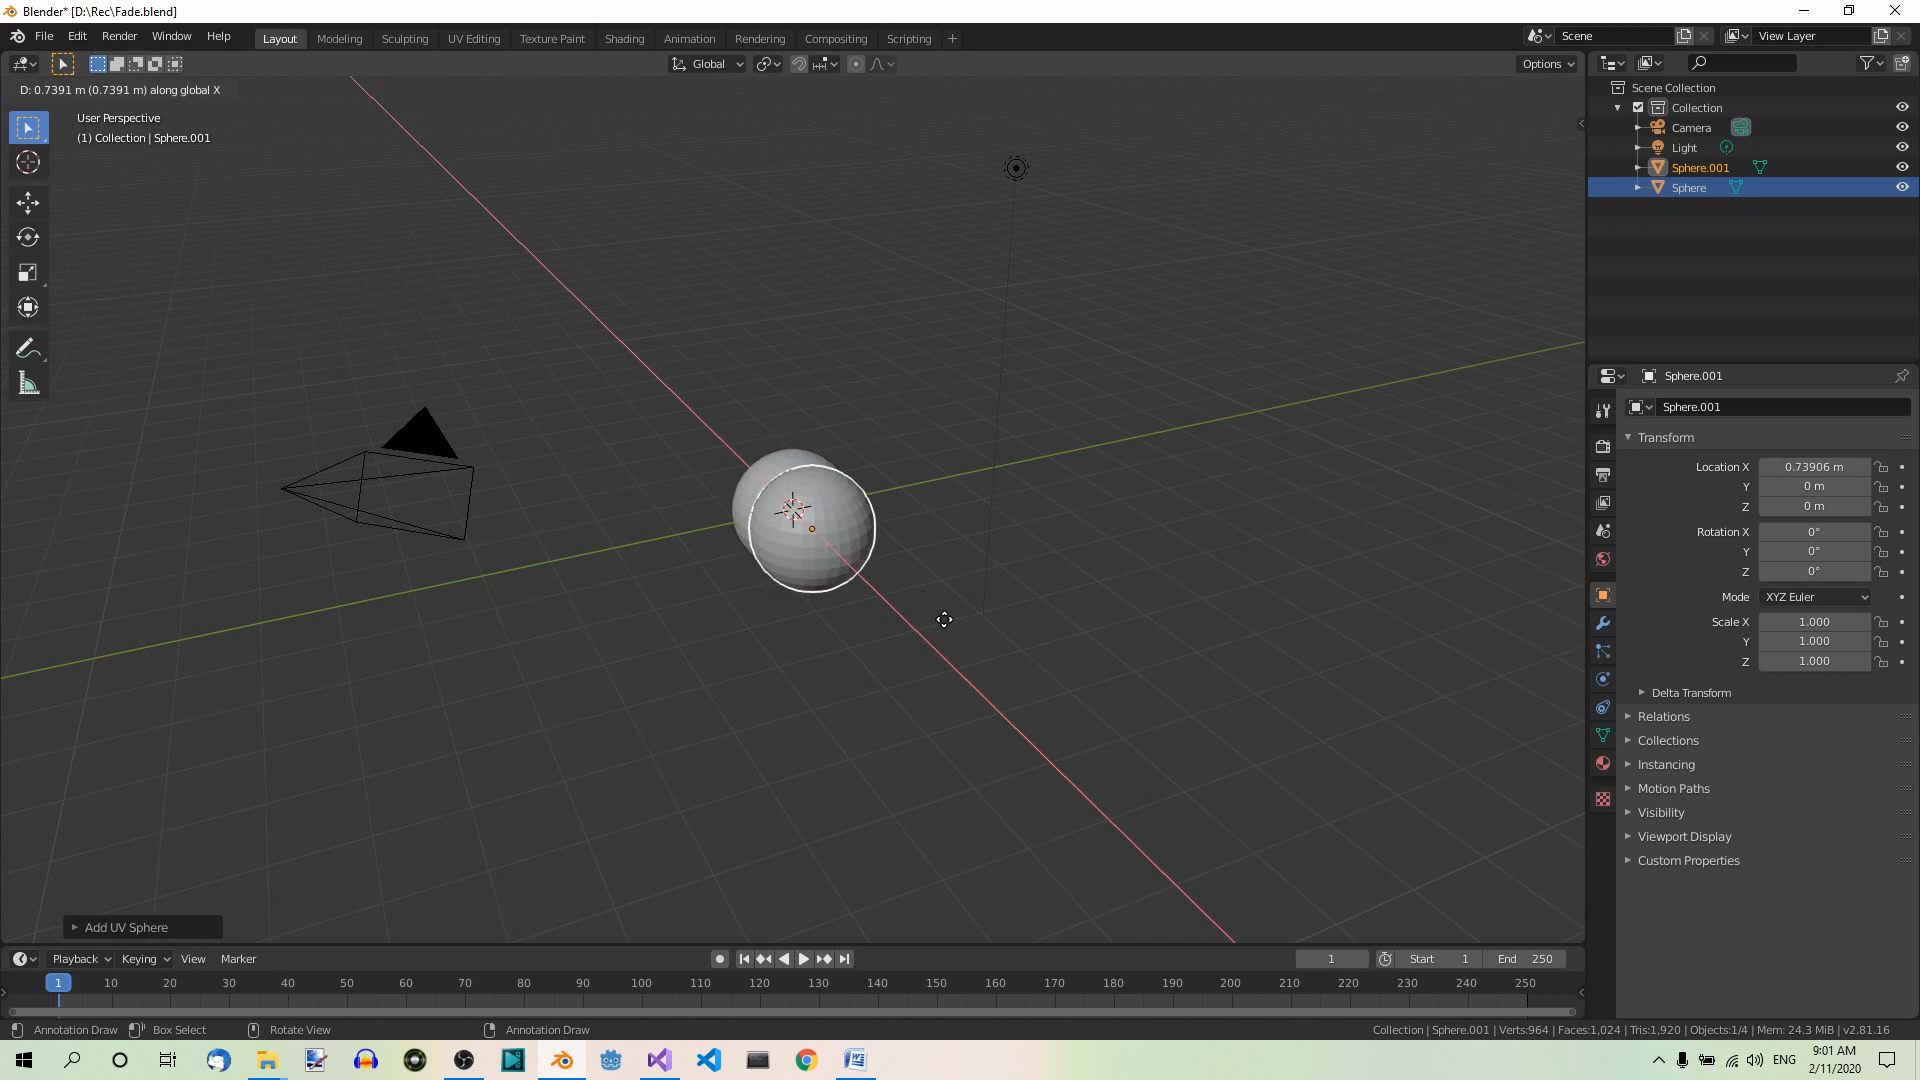 Blender* [D:\Rec\Fade.blend]
File Edit Render Window Help
Layout Modeling Sculpting UV Editing Texture Paint Shading Animation Rendering Compositing Scripting +
Scene
View Layer
Global
Options
D: 0.7391 m (0.7391 m) along global X
User Perspective
(1) Collection | Sphere.001
Scene Collection
Collection
Camera
Light
Sphere.001
Sphere
Sphere.001
Sphere.001
Transform
Location X 0.73906 m
Y 0 m
Z 0 m
Rotation X 0°
Y 0°
Z 0°
Mode XYZ Euler
Scale X 1.000
Y 1.000
Z 1.000
Delta Transform
Relations
Collections
Instancing
Motion Paths
Visibility
Viewport Display
Custom Properties
Add UV Sphere
Playback Keying View Marker
1 Start 1 End 250
1 10 20 30 40 50 60 70 80 90 100 110 120 130 140 150 160 170 180 190 200 210 220 230 240 250
Annotation Draw Box Select Rotate View Annotation Draw
Collection | Sphere.001 | Verts:964 | Faces:1,024 | Tris:1,920 | Objects:1/4 | Mem: 24.3 MiB | v2.81.16
ENG
9:01 AM
2/11/2020